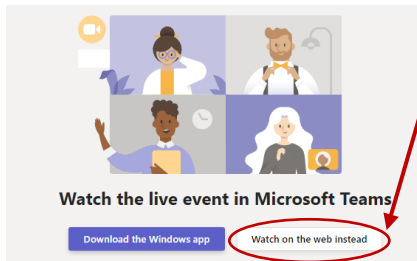 Watch the live event in Microsoft Teams
Download the Windows app
Watch on the web instead